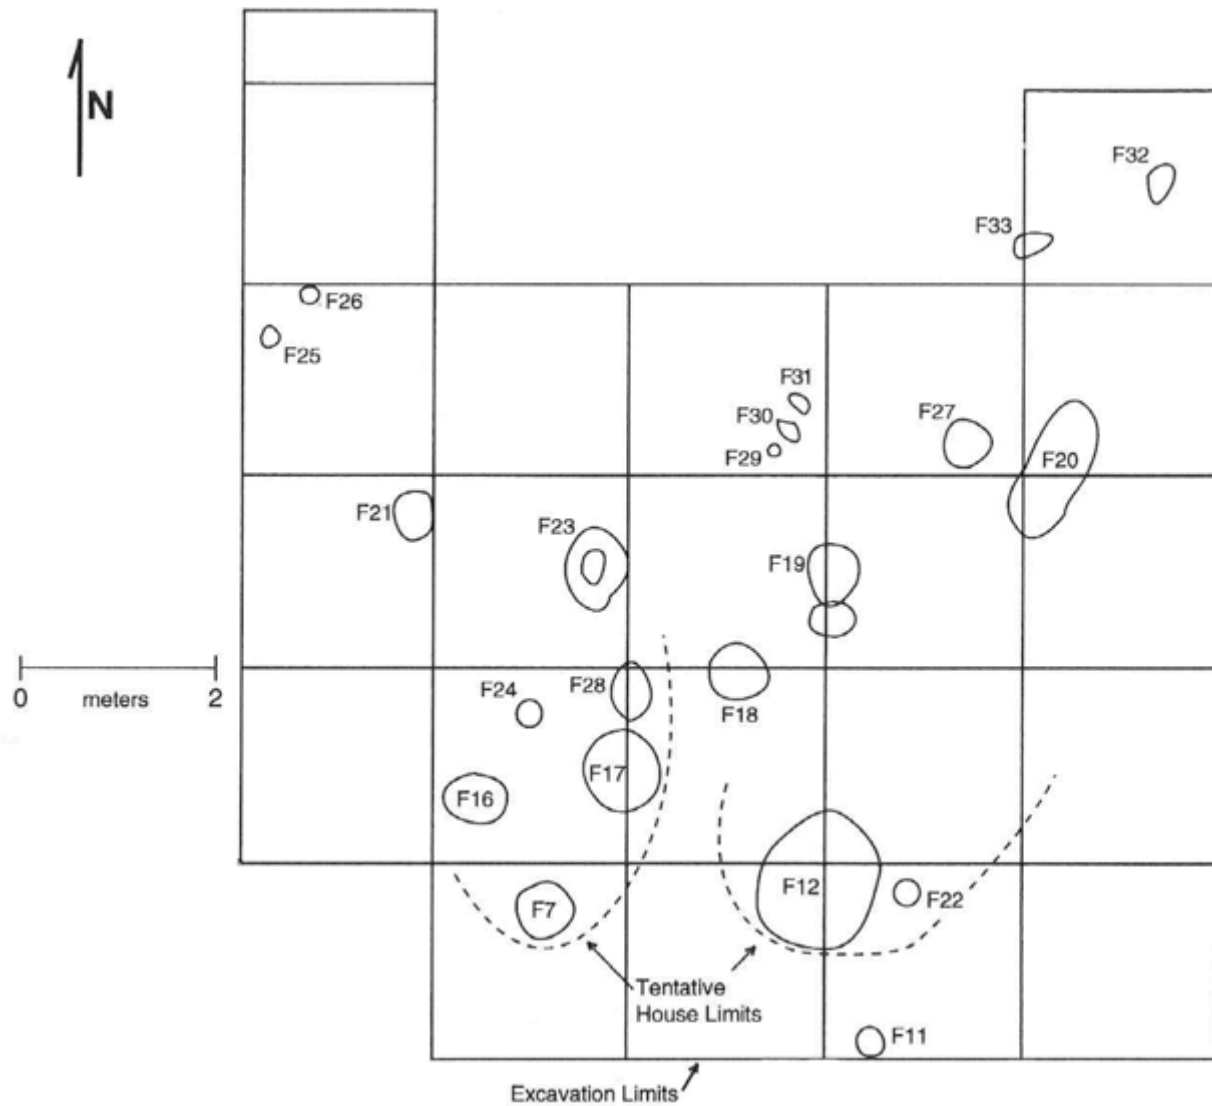 N
F32
F33
F26
F25
F31
F30
F29
F27
F20
F21
F23
F19
0 meters 2
F24
F28
F18
F17
F16
F12
F22
F7
Tentative
House Limits
F11
Excavation Limits